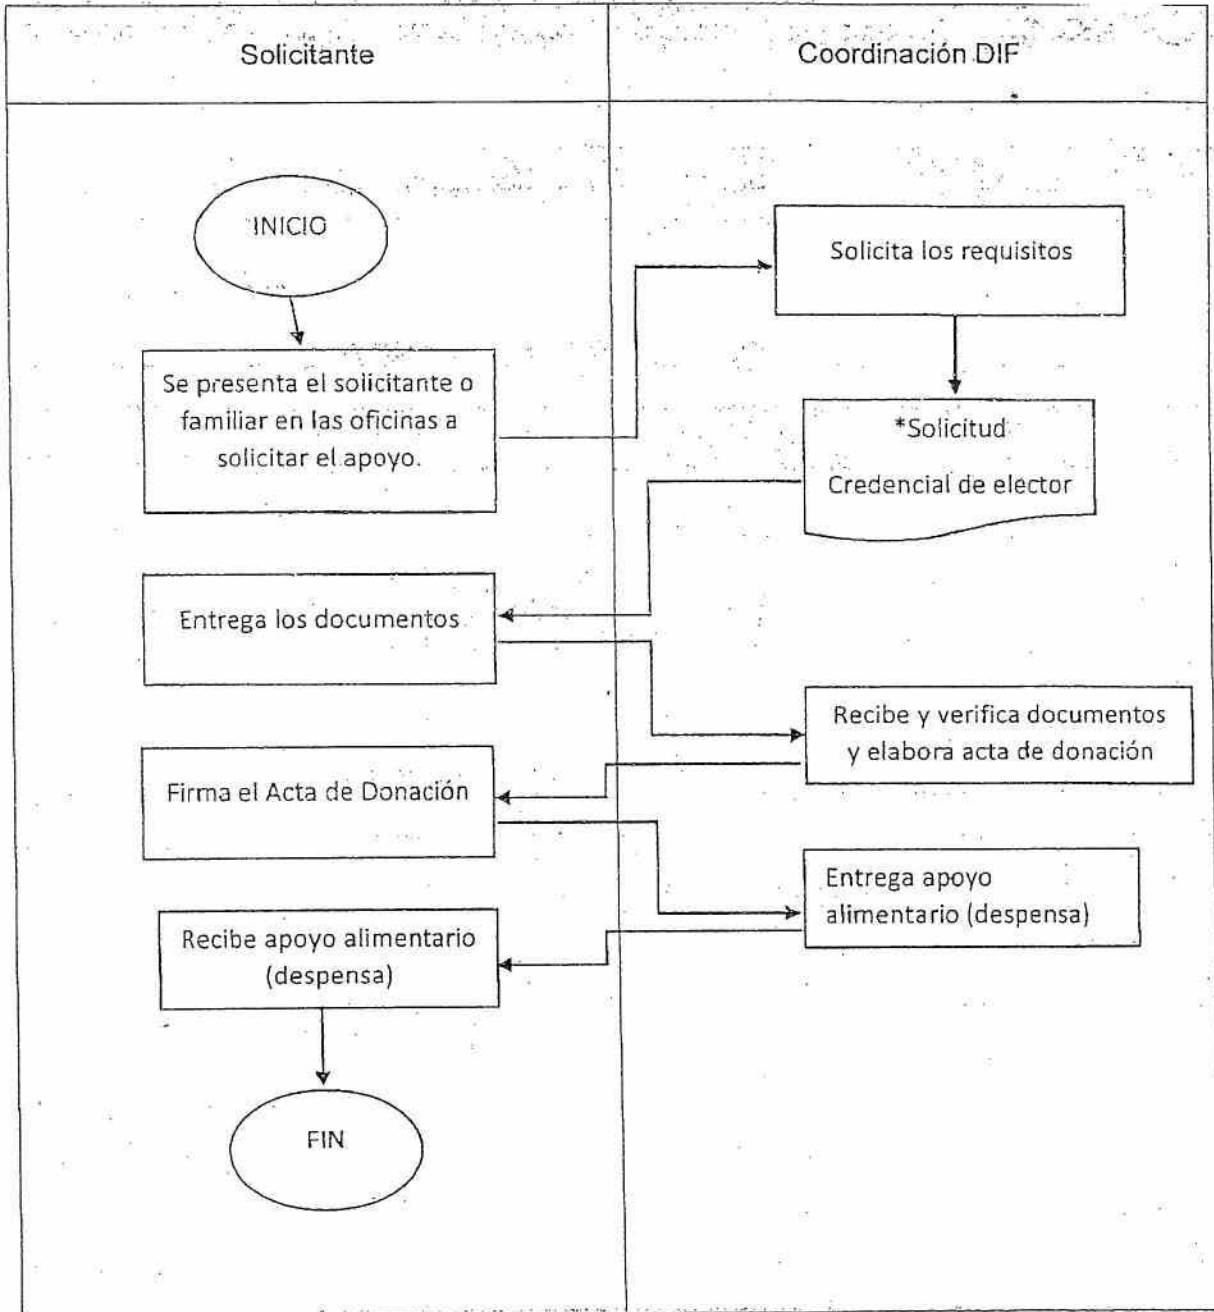 Solicitante
Coordinación DIF
INICIO
Solicita los requisitos
Se presenta el solicitante o
familiar en las oficinas a
solicitar el apoyo.
*Solicitud
Credencial de elector
Entrega los documentos
Recibe y verifica documentos
y elabora acta de donación
Firma el Acta de Donación
Entrega apoyo
alimentario (despensa)
Recibe apoyo alimentario
(despensa)
FIN